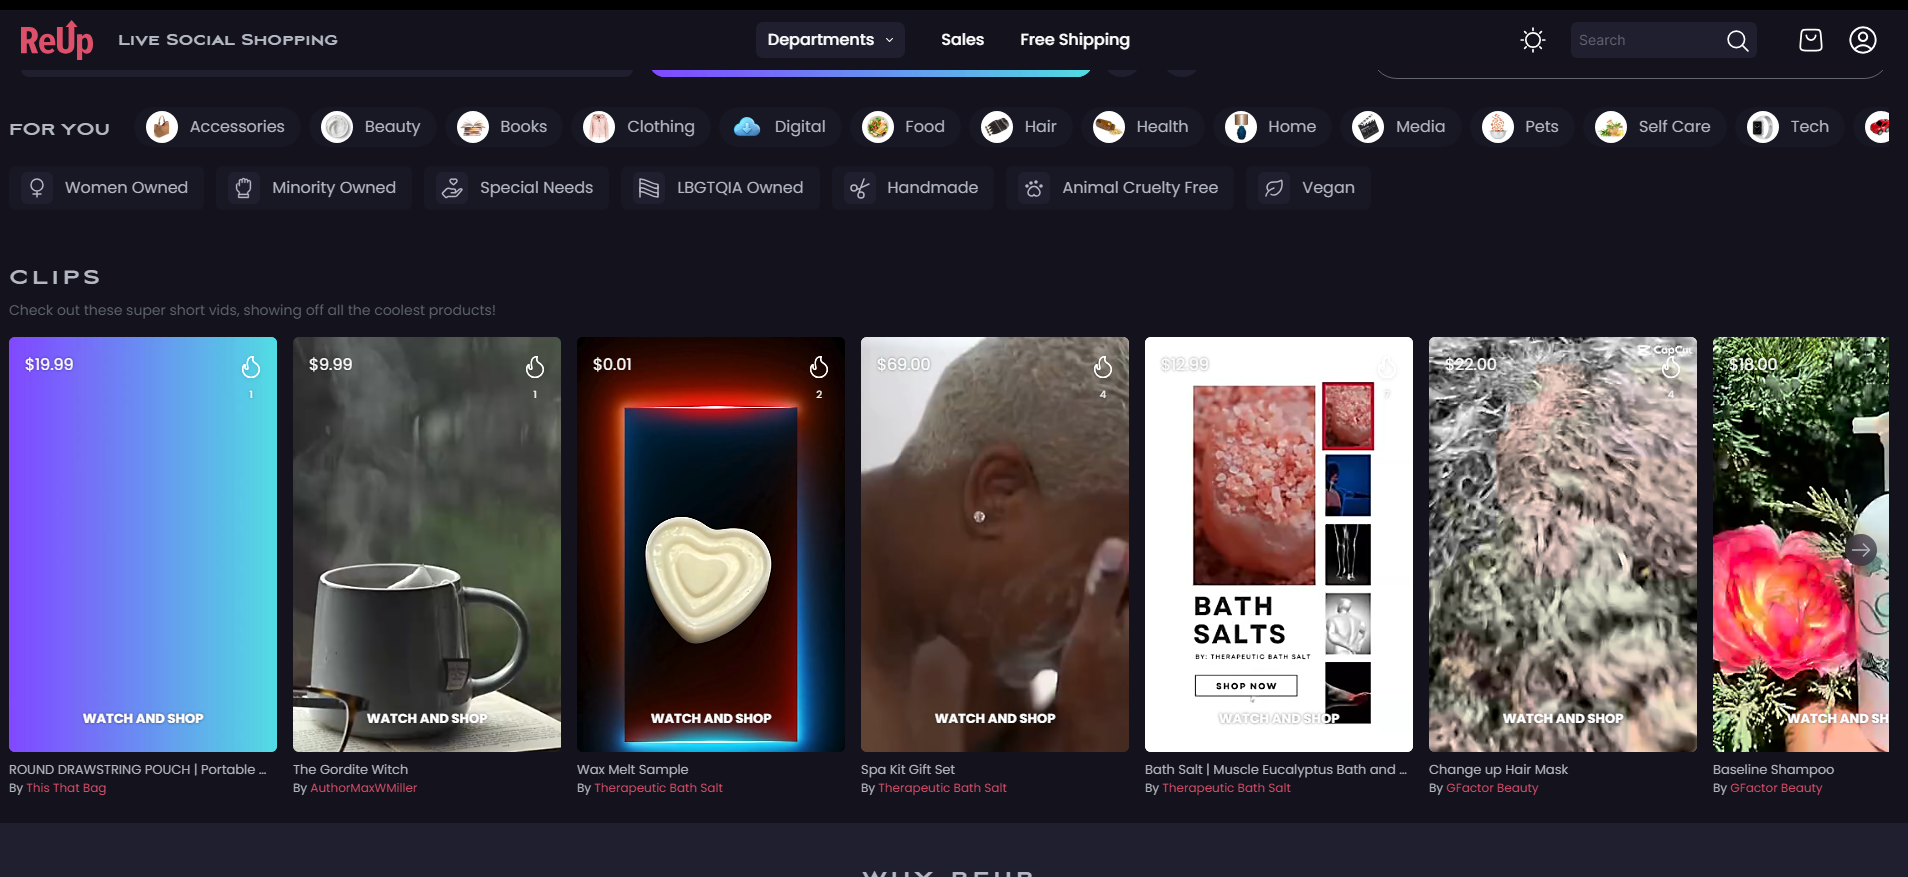 ReUp
Live Social Shopping
Departments
Sales
Free Shipping
Search
FOR YOU
Accessories
Beauty
Books
Clothing
Digital
Food
Hair
Health
Home
Media
Pets
Self Care
Tech
Women Owned
Minority Owned
Special Needs
LBGTQIA Owned
Handmade
Animal Cruelty Free
Vegan
CLIPS
Check out these super short vids, showing off all the coolest products!
$19.99
1
WATCH AND SHOP
ROUND DRAWSTRING POUCH | Portable ...
By This That Bag
$9.99
1
WATCH AND SHOP
The Gordite Witch
By AuthorMaxWMiller
$0.01
2
WATCH AND SHOP
Wax Melt Sample
By Therapeutic Bath Salt
$69.00
4
WATCH AND SHOP
Spa Kit Gift Set
By Therapeutic Bath Salt
$12.99
7
BATH
SALTS
BY: THERAPEUTIC BATH SALT
SHOP NOW
WATCH AND SHOP
Bath Salt | Muscle Eucalyptus Bath and ...
By Therapeutic Bath Salt
CapCut
$22.00
4
WATCH AND SHOP
Change up Hair Mask
By GFactor Beauty
$18.00
WATCH AND SH
Baseline Shampoo
By GFactor Beauty
WHY REUP